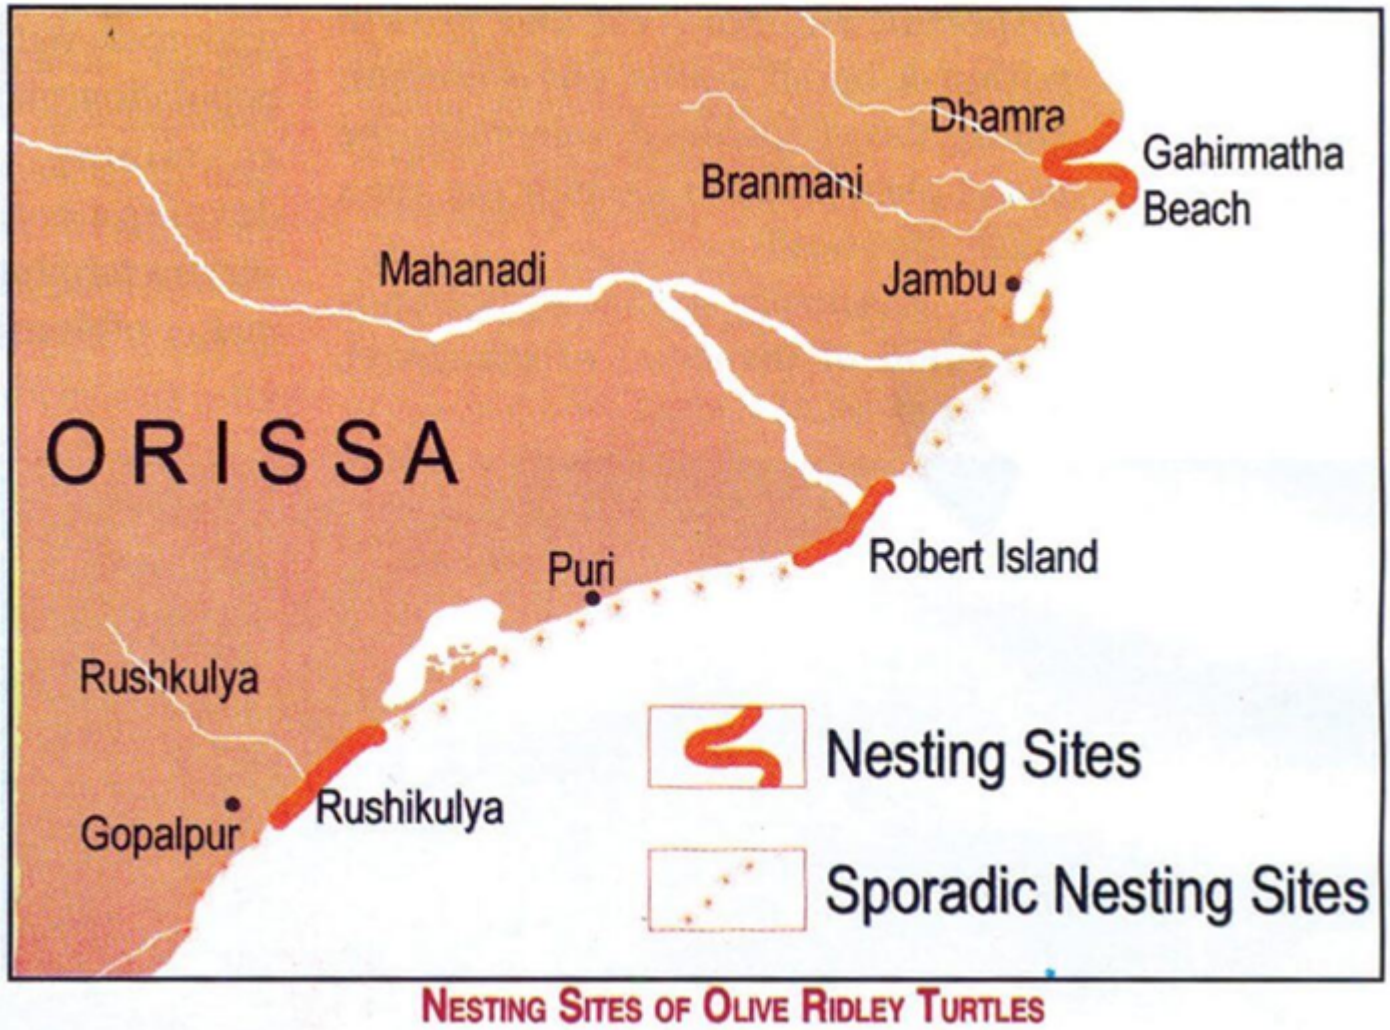 Dhamra
Gahirmatha
Beach
Branmani
Mahanadi
Jambu
ORISSA
Robert Island
Puri
Rushkulya
Rushikulya
Gopalpur
Nesting Sites
Sporadic Nesting Sites
NESTING SITES OF OLIVE RIDLEY TURTLES